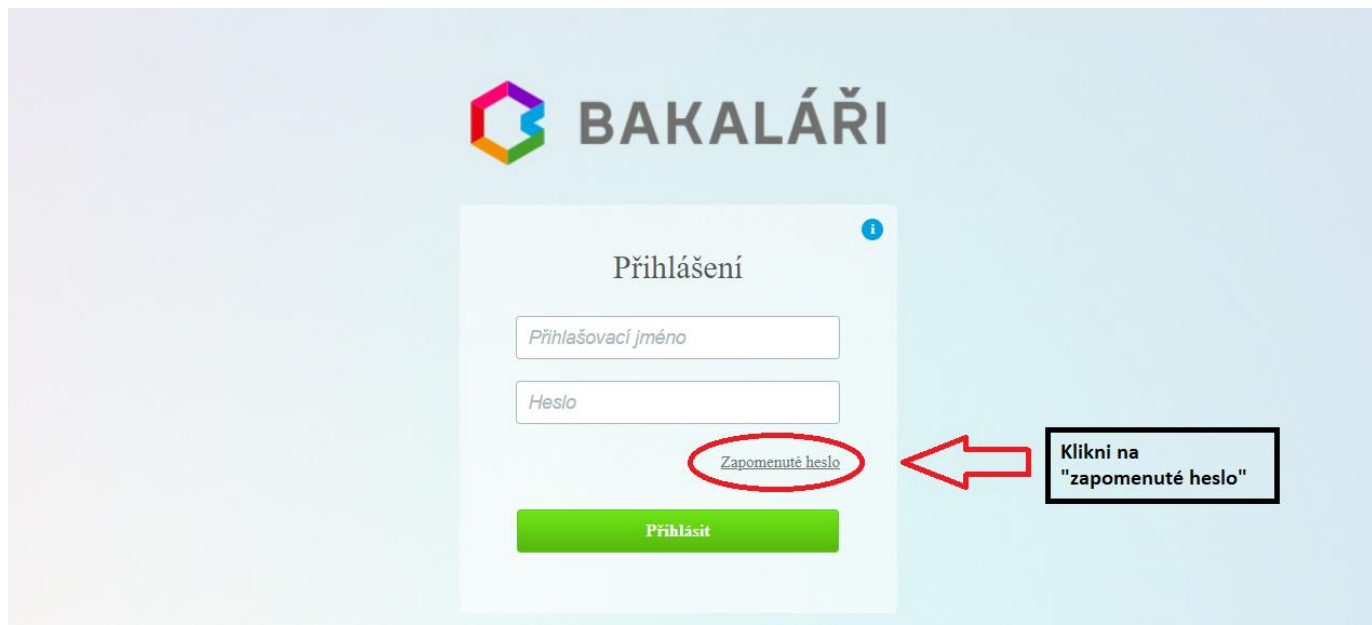 BAKALÁŘI
i
Přihlášení
Přihlašovací jméno
Heslo
Zapomenuté heslo
Klikni na
"zapomenuté heslo"
Přihlásit